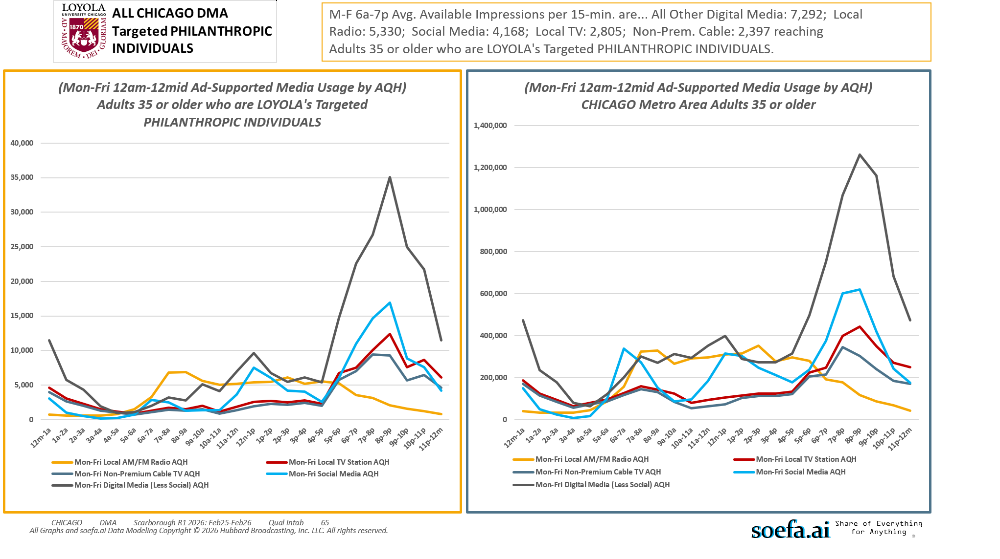 LOYOLA
UNIVERSITY CHICAGO
1870
AD • MAJOREM • DEI • GLORIAM
ALL CHICAGO DMA
Targeted PHILANTHROPIC
INDIVIDUALS
M-F 6a-7p Avg. Available Impressions per 15-min. are... All Other Digital Media: 7,292;  Local
Radio: 5,330;  Social Media: 4,168;  Local TV: 2,805;  Non-Prem. Cable: 2,397 reaching
Adults 35 or older who are LOYOLA's Targeted PHILANTHROPIC INDIVIDUALS.
(Mon-Fri 12am-12mid Ad-Supported Media Usage by AQH)
Adults 35 or older who are LOYOLA's Targeted
PHILANTHROPIC INDIVIDUALS
40,000
35,000
30,000
25,000
20,000
15,000
10,000
5,000
0
12m-1a 1a-2a 2a-3a 3a-4a 4a-5a 5a-6a 6a-7a 7a-8a 8a-9a 9a-10a 10a-11a 11a-12n 12n-1p 1p-2p 2p-3p 3p-4p 4p-5p 5p-6p 6p-7p 7p-8p 8p-9p 9p-10p 10p-11p 11p-12m
Mon-Fri Local AM/FM Radio AQH
Mon-Fri Local TV Station AQH
Mon-Fri Non-Premium Cable TV AQH
Mon-Fri Social Media AQH
Mon-Fri Digital Media (Less Social) AQH
(Mon-Fri 12am-12mid Ad-Supported Media Usage by AQH)
CHICAGO Metro Area Adults 35 or older
1,400,000
1,200,000
1,000,000
800,000
600,000
400,000
200,000
0
12m-1a 1a-2a 2a-3a 3a-4a 4a-5a 5a-6a 6a-7a 7a-8a 8a-9a 9a-10a 10a-11a 11a-12n 12n-1p 1p-2p 2p-3p 3p-4p 4p-5p 5p-6p 6p-7p 7p-8p 8p-9p 9p-10p 10p-11p 11p-12m
Mon-Fri Local AM/FM Radio AQH
Mon-Fri Local TV Station AQH
Mon-Fri Non-Premium Cable TV AQH
Mon-Fri Social Media AQH
Mon-Fri Digital Media (Less Social) AQH
CHICAGO DMA Scarborough R1 2026: Feb25-Feb26 Qual Intab 65
All Graphs and soefa.ai Data Modeling Copyright © 2026 Hubbard Broadcasting, Inc. LLC. All rights reserved.
soefa.ai
Share of Everything
for Anything ©